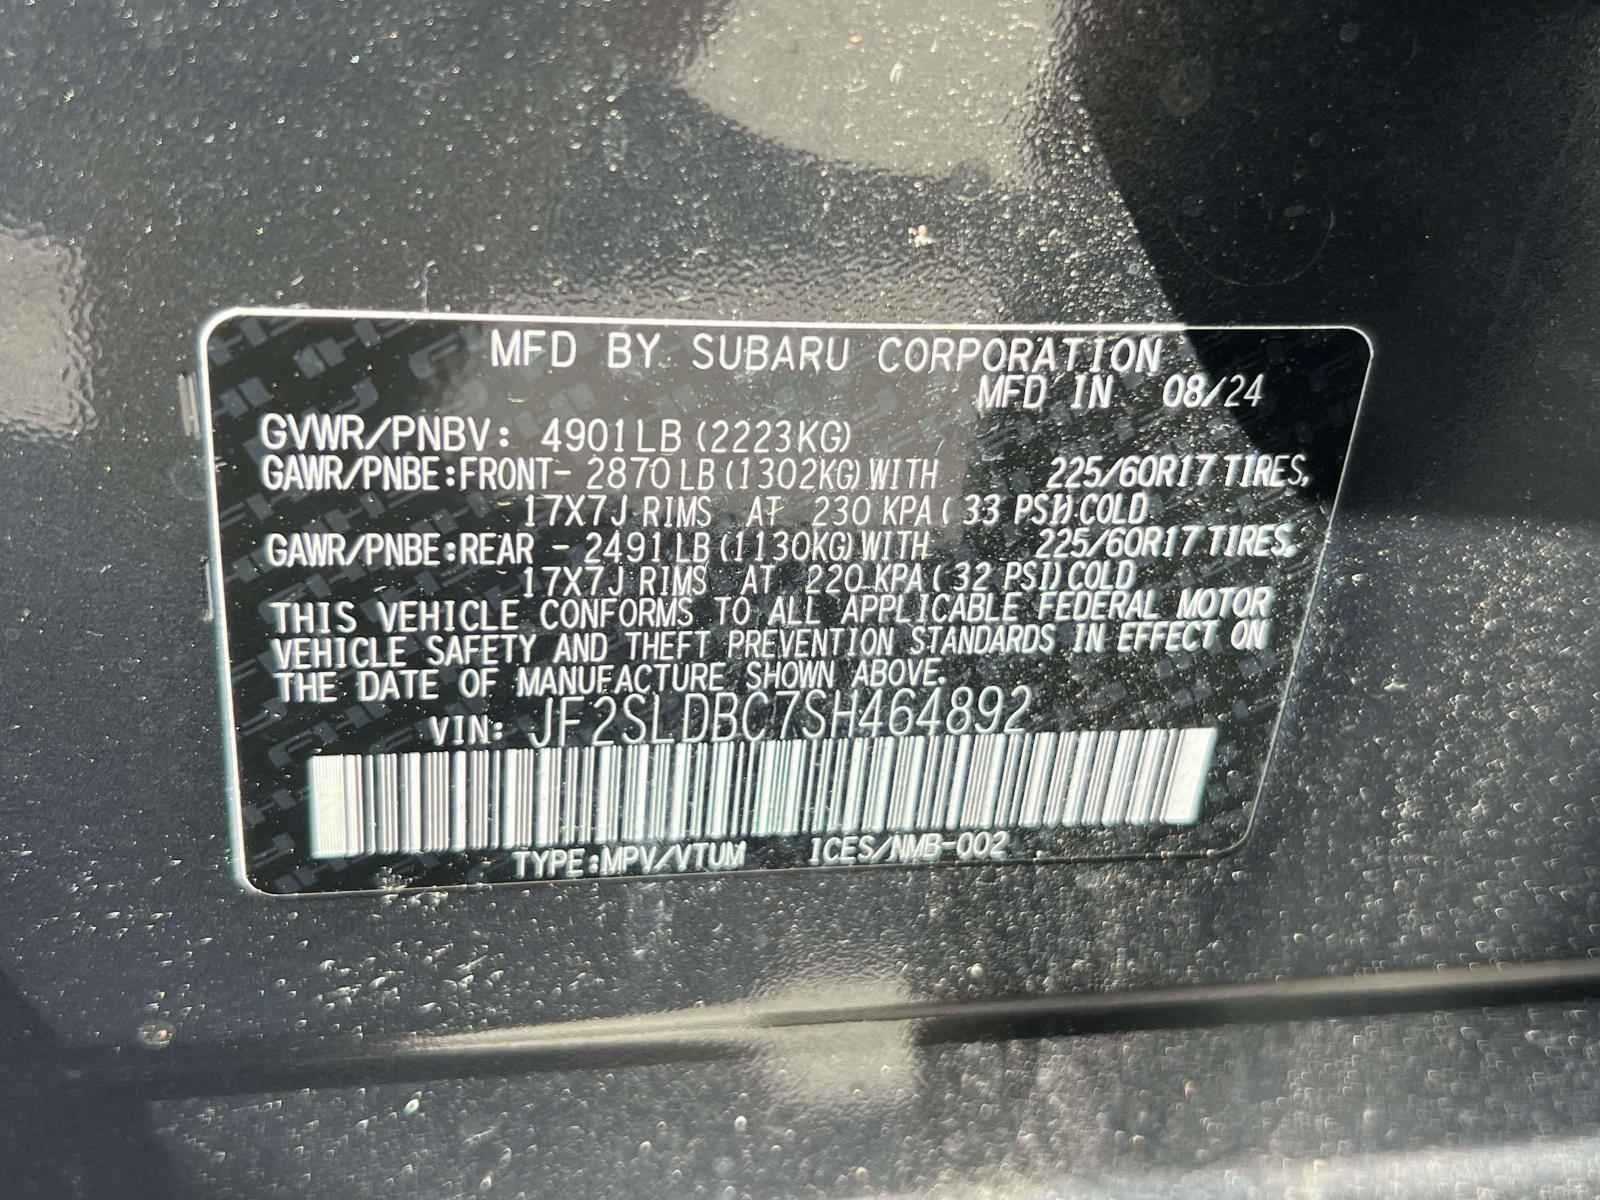 MFD BY SUBARU CORPORATION
MFD IN 08/24
GVWR/PNBV: 4901LB (2223KG)
GAWR/PNBE:FRONT- 2870 LB (1302KG) WITH 225/60R17 TIRES,
17X7J RIMS AT 230 KPA ( 33 PSI) COLD
GAWR/PNBE:REAR - 2491 LB (1130KG) WITH 225/60R17 TIRES.
17X7J RIMS AT 220 KPA ( 32 PSI) COLD
THIS VEHICLE CONFORMS TO ALL APPLICABLE FEDERAL MOTOR
VEHICLE SAFETY AND THEFT PREVENTION STANDARDS IN EFFECT ON
THE DATE OF MANUFACTURE SHOWN ABOVE.
VIN: JF2SLDBC7SH464892
TYPE:MPV/VTUM ICES/NMB-002